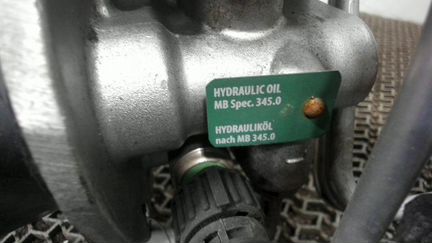 HYDRAULIC OIL
MB Spec. 345.0
HYDRAULIKÖL
nach MB 345.0